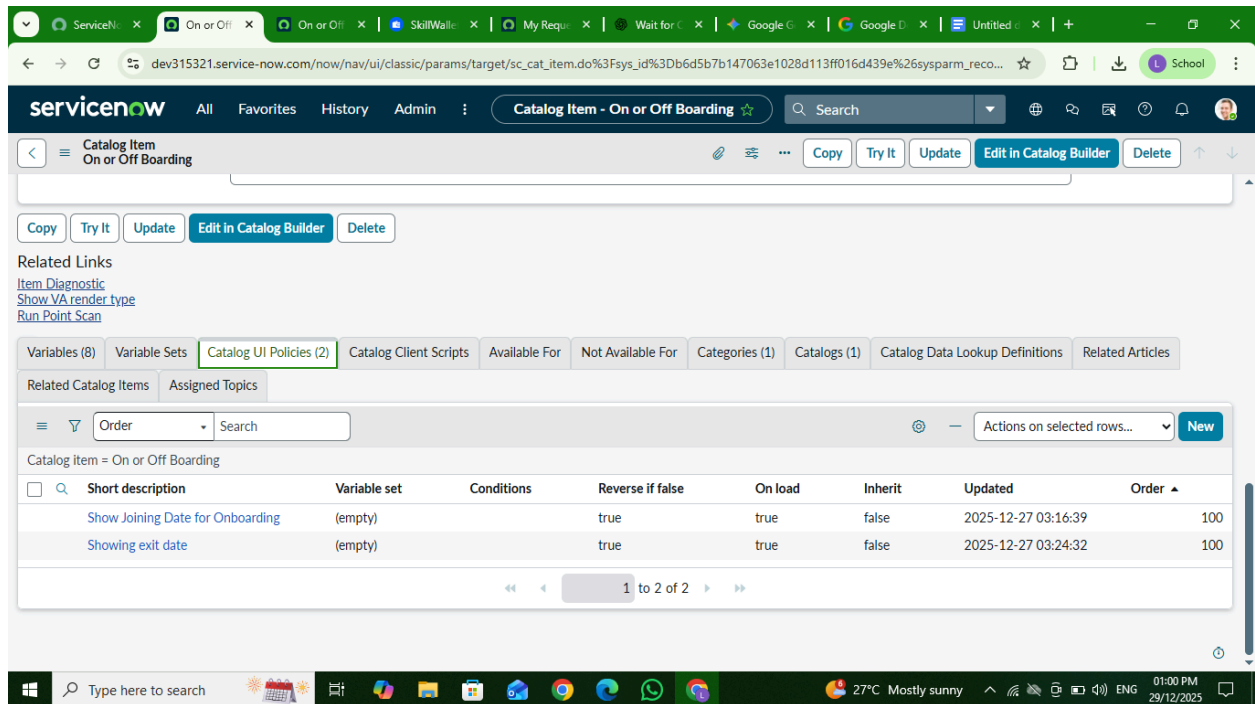 ServiceNo
On or Off
On or Off
SkillWalle
My Reque
Wait for C
Google G
Google D
Untitled d
dev315321.service-now.com/now/nav/ui/classic/params/target/sc_cat_item.do%3Fsys_id%3Db6d5b7b147063e1028d113ff016d439e%26sysparm_reco...
L School
servicenow All Favorites History Admin Catalog Item - On or Off Boarding Search
Catalog Item
On or Off Boarding
Copy Try It Update Edit in Catalog Builder Delete
Copy Try It Update Edit in Catalog Builder Delete
Related Links
Item Diagnostic
Show VA render type
Run Point Scan
Variables (8) Variable Sets Catalog UI Policies (2) Catalog Client Scripts Available For Not Available For Categories (1) Catalogs (1) Catalog Data Lookup Definitions Related Articles
Related Catalog Items Assigned Topics
Order Search Actions on selected rows... New
Catalog item = On or Off Boarding
Short description Variable set Conditions Reverse if false On load Inherit Updated Order
Show Joining Date for Onboarding (empty) true true false 2025-12-27 03:16:39 100
Showing exit date (empty) true true false 2025-12-27 03:24:32 100
1 to 2 of 2
Type here to search 27°C Mostly sunny ENG 01:00 PM
29/12/2025